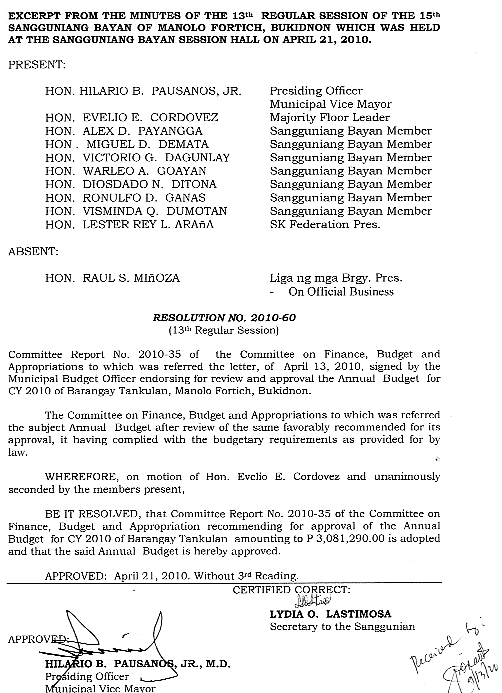 EXCERPT FROM THE MINUTES OF THE 13th REGULAR SESSION OF THE 15th
SANGGUNIANG BAYAN OF MANOLO FORTICH, BUKIDNON WHICH WAS HELD
AT THE SANGGUNIANG BAYAN SESSION HALL ON APRIL 21, 2010.
PRESENT:
HON. HILARIO B. PAUSANOS, JR. Presiding Officer
Municipal Vice Mayor
HON. EVELIO E. CORDOVEZ Majority Floor Leader
HON. ALEX D. PAYANGGA Sangguniang Bayan Member
HON . MIGUEL D. DEMATA Sangguniang Bayan Member
HON. VICTORIO G. DAGUNLAY Sangguniang Bayan Member
HON. WARLEO A. GOAYAN Sangguniang Bayan Member
HON. DIOSDADO N. DITONA Sangguniang Bayan Member
HON. RONULFO D. GANAS Sangguniang Bayan Member
HON. VISMINDA Q. DUMOTAN Sangguniang Bayan Member
HON. LESTER REY L. ARAñA SK Federation Pres.
ABSENT:
HON. RAUL S. MIñOZA Liga ng mga Brgy. Pres.
- On Official Business
RESOLUTION NO. 2010-60
(13th Regular Session)
Committee Report No. 2010-35 of the Committee on Finance, Budget and
Appropriations to which was referred the letter, of April 13, 2010, signed by the
Municipal Budget Officer endorsing for review and approval the Annual Budget for
CY 2010 of Barangay Tankulan, Manolo Fortich, Bukidnon.
The Committee on Finance, Budget and Appropriations to which was referred
the subject Annual Budget after review of the same favorably recommended for its
approval, it having complied with the budgetary requirements as provided for by
law.
WHEREFORE, on motion of Hon. Evelio E. Cordovez and unanimously
seconded by the members present,
BE IT RESOLVED, that Committee Report No. 2010-35 of the Committee on
Finance, Budget and Appropriation recommending for approval of the Annual
Budget for CY 2010 of Barangay Tankulan amounting to P 3,081,290.00 is adopted
and that the said Annual Budget is hereby approved.
APPROVED: April 21, 2010. Without 3rd Reading.
CERTIFIED CORRECT:
LYDIA O. LASTIMOSA
Secretary to the Sanggunian
APPROVED:
HILARIO B. PAUSANOS, JR., M.D.
Presiding Officer
Municipal Vice Mayor
Received by: